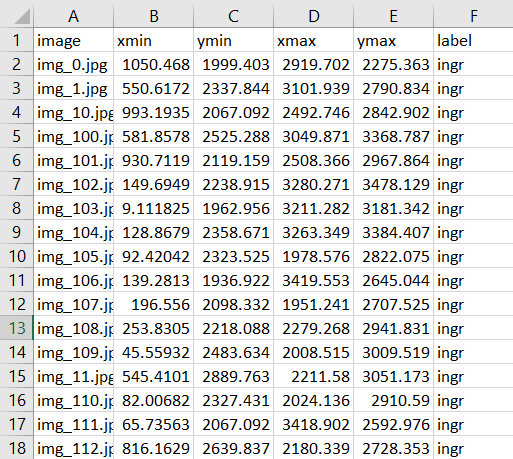 A B C D E F
1 image xmin ymin xmax ymax label
2 img_0.jpg 1050.468 1999.403 2919.702 2275.363 ingr
3 img_1.jpg 550.6172 2337.844 3101.939 2790.834 ingr
4 img_10.jpg 993.1935 2067.092 2492.746 2842.902 ingr
5 img_100.jp 581.8578 2525.288 3049.871 3368.787 ingr
6 img_101.jp 930.7119 2119.159 2508.366 2967.864 ingr
7 img_102.jp 149.6949 2238.915 3280.271 3478.129 ingr
8 img_103.jp 9.111825 1962.956 3211.282 3181.342 ingr
9 img_104.jp 128.8679 2358.671 3263.349 3384.407 ingr
10 img_105.jp 92.42042 2323.525 1978.576 2822.075 ingr
11 img_106.jp 139.2813 1936.922 3419.553 2645.044 ingr
12 img_107.jp 196.556 2098.332 1951.241 2707.525 ingr
13 img_108.jp 253.8305 2218.088 2279.268 2941.831 ingr
14 img_109.jp 45.55932 2483.634 2008.515 3009.519 ingr
15 img_11.jpg 545.4101 2889.763 2211.58 3051.173 ingr
16 img_110.jp 82.00682 2327.431 2024.136 2910.59 ingr
17 img_111.jp 65.73563 2067.092 3418.902 2592.976 ingr
18 img_112.jp 816.1629 2639.837 2180.339 2728.353 ingr